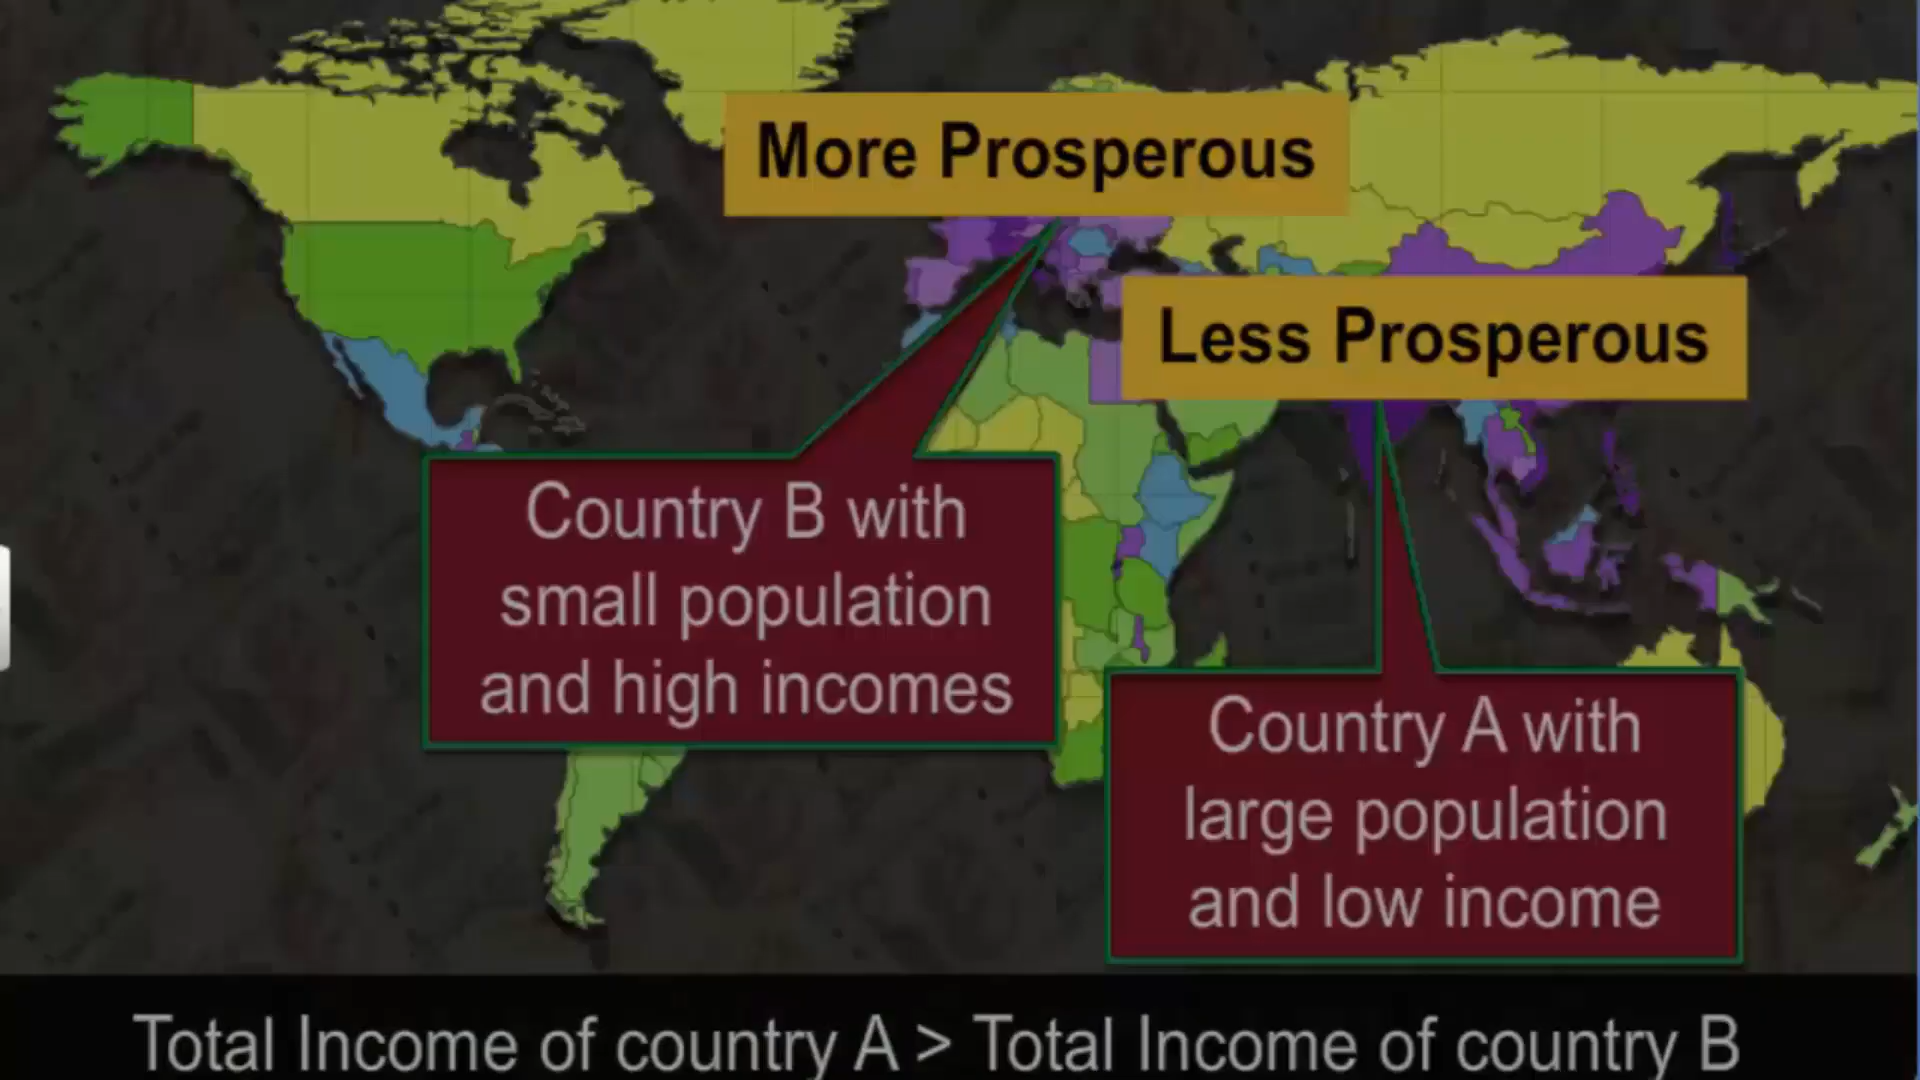 More Prosperous
Less Prosperous
Country B with
small population
and high incomes
Country A with
large population
and low income
Total Income of country A > Total Income of country B